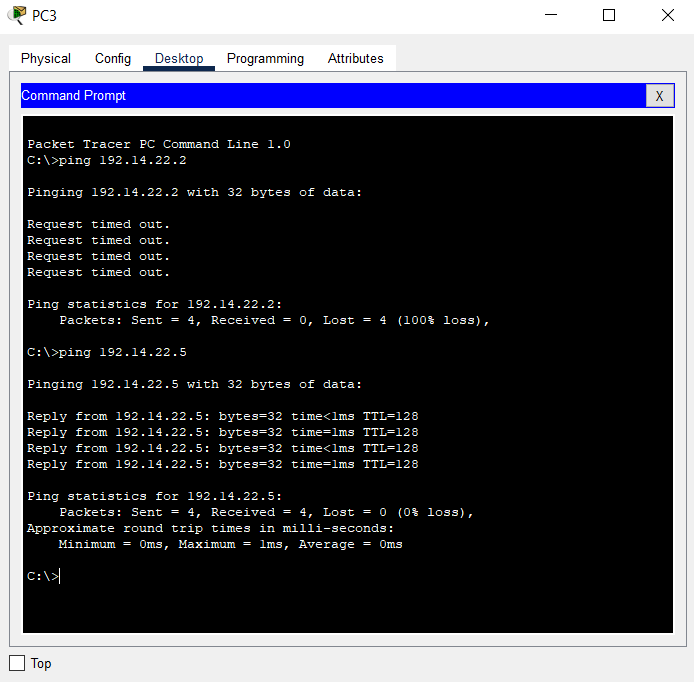 PC3
Physical Config Desktop Programming Attributes
Command Prompt X
Packet Tracer PC Command Line 1.0
C:\>ping 192.14.22.2
Pinging 192.14.22.2 with 32 bytes of data:
Request timed out.
Request timed out.
Request timed out.
Request timed out.
Ping statistics for 192.14.22.2:
    Packets: Sent = 4, Received = 0, Lost = 4 (100% loss),
C:\>ping 192.14.22.5
Pinging 192.14.22.5 with 32 bytes of data:
Reply from 192.14.22.5: bytes=32 time<1ms TTL=128
Reply from 192.14.22.5: bytes=32 time=1ms TTL=128
Reply from 192.14.22.5: bytes=32 time<1ms TTL=128
Reply from 192.14.22.5: bytes=32 time=1ms TTL=128
Ping statistics for 192.14.22.5:
    Packets: Sent = 4, Received = 4, Lost = 0 (0% loss),
Approximate round trip times in milli-seconds:
    Minimum = 0ms, Maximum = 1ms, Average = 0ms
C:\>
Top